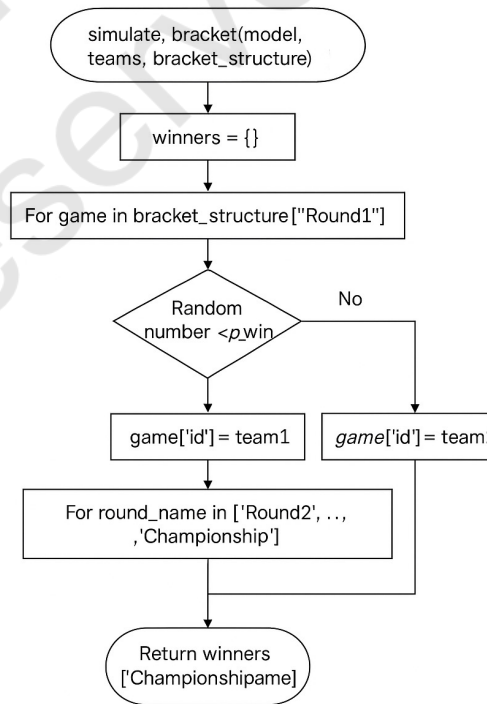 simulate, bracket(model,
teams, bracket_structure)
winners = {}
For game in bracket_structure["Round1"]
Random
number <p_win
No
game['id'] = team1
game['id'] = team
For round_name in ['Round2', . . ,
,'Championship']
Return winners
['Championshipame]